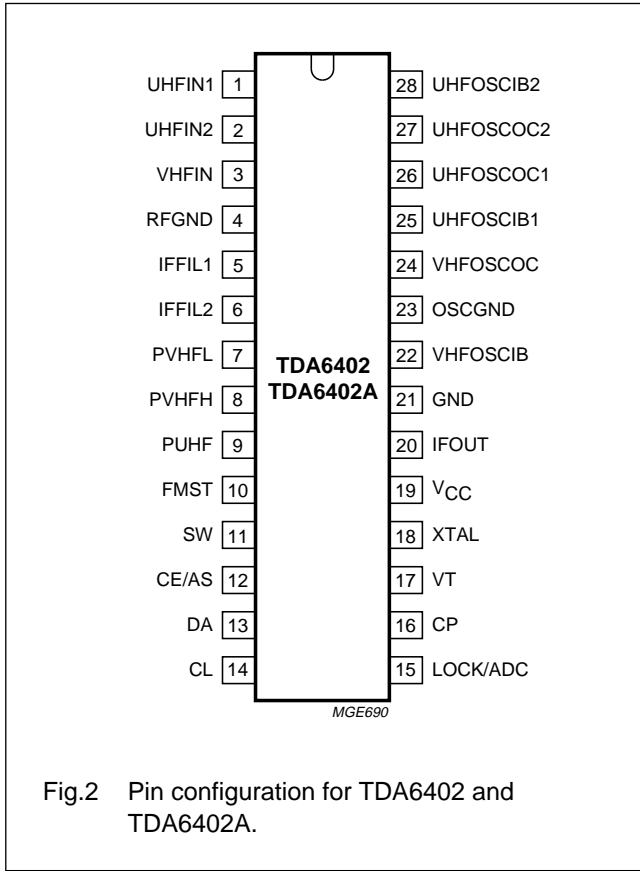 UHFIN1 1 28 UHFOSCIB2
UHFIN2 2 27 UHFOSCOC2
VHFIN 3 26 UHFOSCOC1
RFGND 4 25 UHFOSCIB1
IFFIL1 5 24 VHFOSCOC
IFFIL2 6 23 OSCGND
PVHFL 7 22 VHFOSCIB
TDA6402
TDA6402A
PVHFH 8 21 GND
PUHF 9 20 IFOUT
FMST 10 19 VCC
SW 11 18 XTAL
CE/AS 12 17 VT
DA 13 16 CP
CL 14 15 LOCK/ADC
MGE690
Fig.2 Pin configuration for TDA6402 and
TDA6402A.